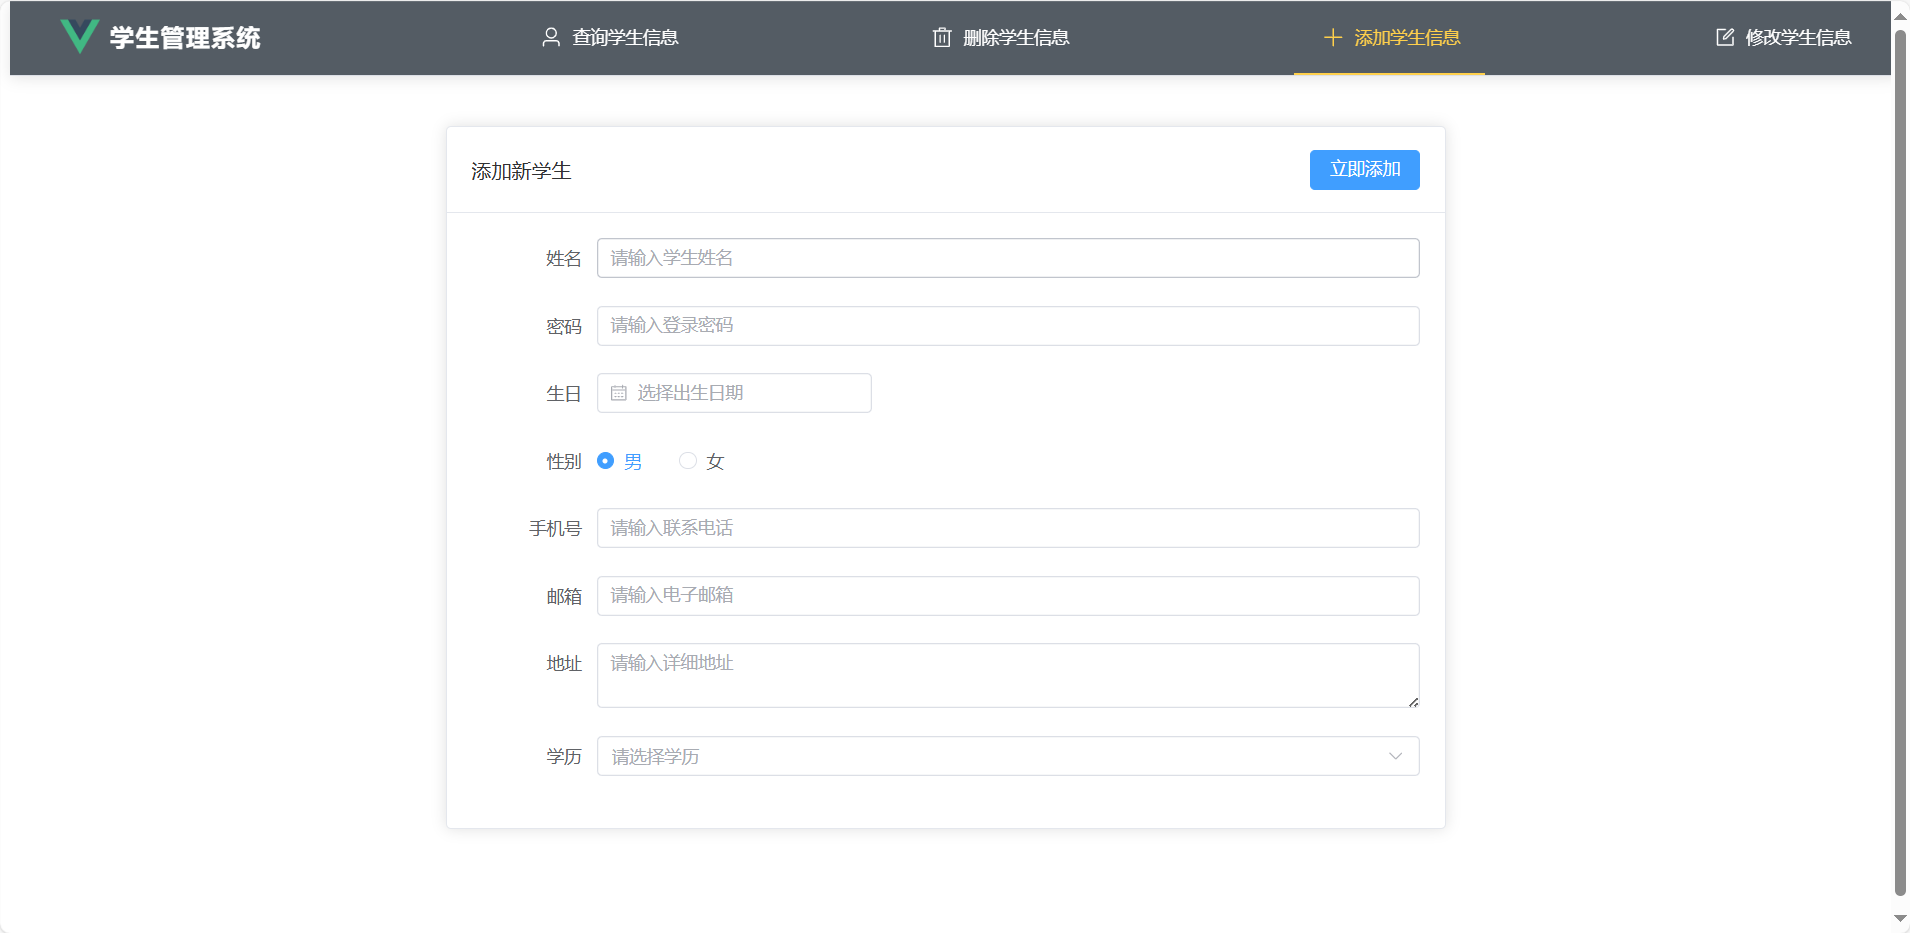 学生管理系统
查询学生信息
删除学生信息
添加学生信息
修改学生信息
添加新学生
立即添加
姓名 请输入学生姓名
密码 请输入登录密码
生日 选择出生日期
性别 男 女
手机号 请输入联系电话
邮箱 请输入电子邮箱
地址 请输入详细地址
学历 请选择学历